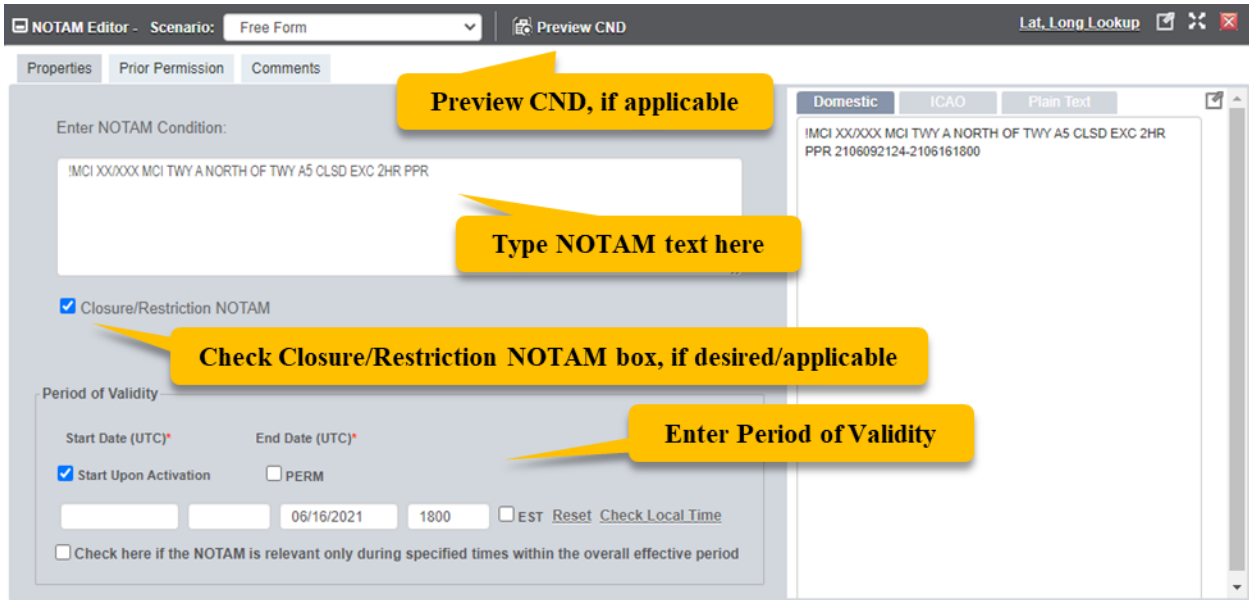 NOTAM Editor - Scenario: Free Form Preview CND Lat, Long Lookup
Properties Prior Permission Comments
Preview CND, if applicable
Domestic ICAO Plain Text
Enter NOTAM Condition:
!MCI XX/XXX MCI TWY A NORTH OF TWY A5 CLSD EXC 2HR
PPR 2106092124-2106161800
!MCI XX/XXX MCI TWY A NORTH OF TWY A5 CLSD EXC 2HR PPR
Type NOTAM text here
Closure/Restriction NOTAM
Check Closure/Restriction NOTAM box, if desired/applicable
Period of Validity
Enter Period of Validity
Start Date (UTC)* End Date (UTC)*
Start Upon Activation PERM
06/16/2021 1800 EST Reset Check Local Time
Check here if the NOTAM is relevant only during specified times within the overall effective period